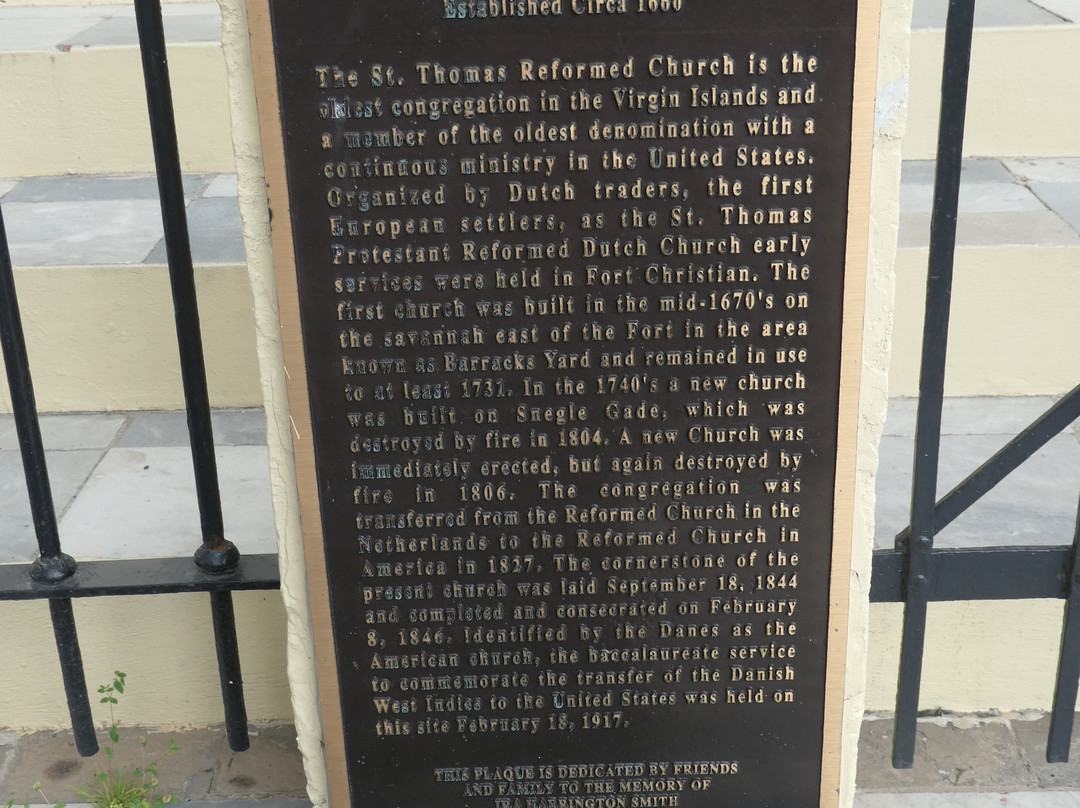 Established Circa 1660
The St. Thomas Reformed Church is the
oldest congregation in the Virgin Islands and
a member of the oldest denomination with a
continuous ministry in the United States.
Organized by Dutch traders, the first
European settlers, as the St. Thomas
Protestant Reformed Dutch Church early
services were held in Fort Christian. The
first church was built in the mid-1670's on
the savannah east of the Fort in the area
known as Barracks Yard and remained in use
to at least 1731. In the 1740's a new church
was built on Snegle Gade, which was
destroyed by fire in 1804. A new Church was
immediately erected, but again destroyed by
fire in 1806. The congregation was
transferred from the Reformed Church in the
Netherlands to the Reformed Church in
America in 1827. The cornerstone of the
present church was laid September 18, 1844
and completed and consecrated on February
8, 1846. Identified by the Danes as the
American church, the baccalaureate service
to commemorate the transfer of the Danish
West Indies to the United States was held on
this site February 18, 1917.
THIS PLAQUE IS DEDICATED BY FRIENDS
AND FAMILY TO THE MEMORY OF
IRA HARRINGTON SMITH